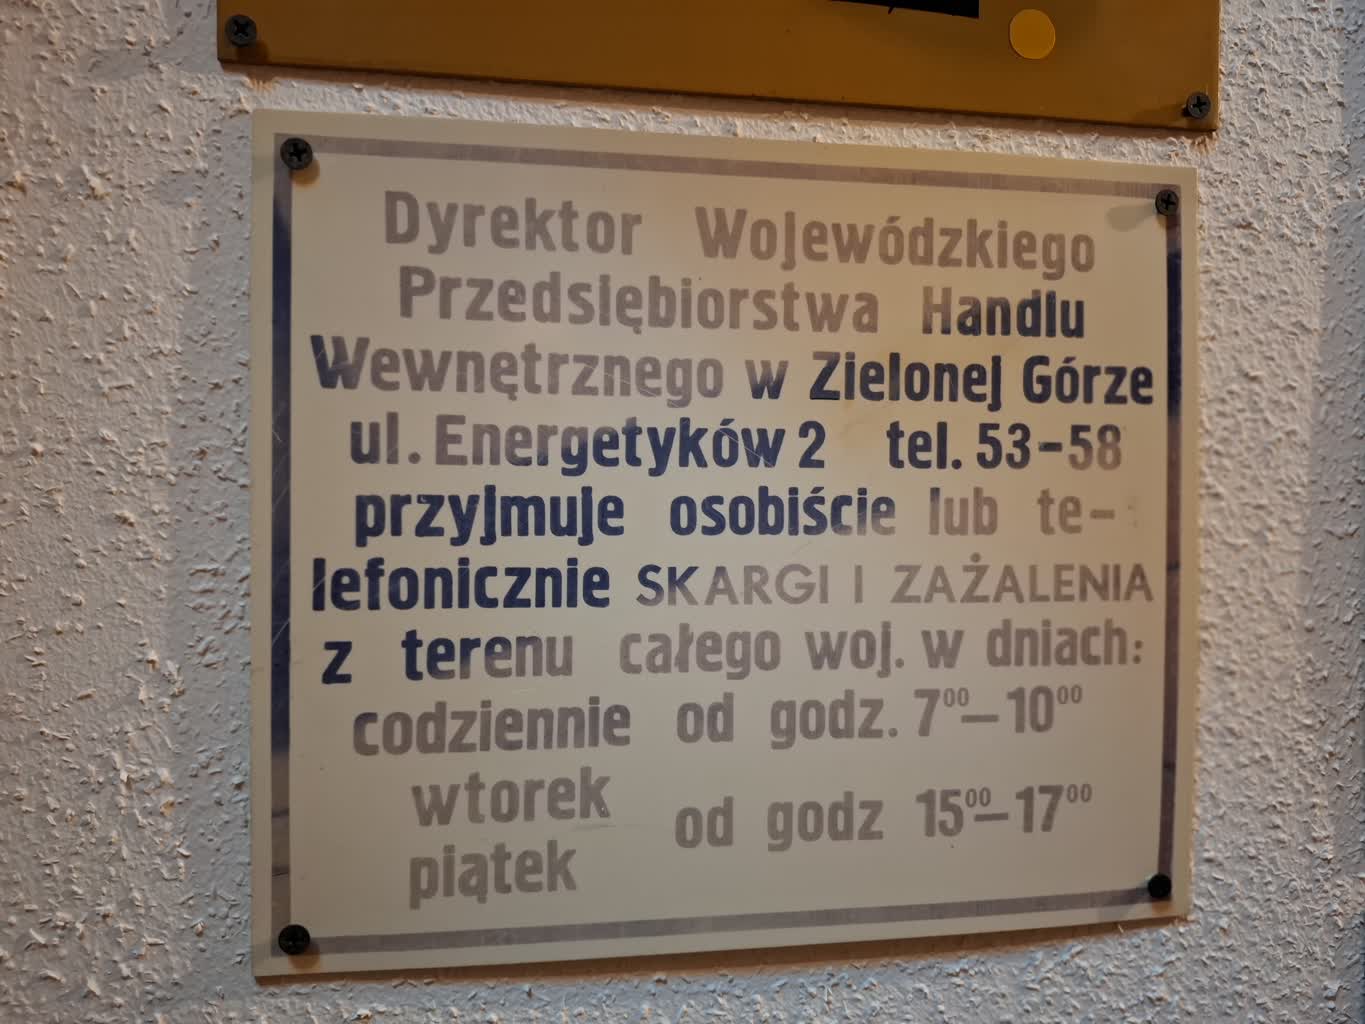 Dyrektor Wojewódzkiego
Przedsiębiorstwa Handlu
Wewnętrznego w Zielonej Górze
ul. Energetyków 2 tel. 53-58
przyjmuje osobiście lub te-
lefonicznie SKARGI I ZAŻALENIA
z terenu całego woj. w dniach:
codziennie od godz. 7⁰⁰-10⁰⁰
wtorek
od godz 15⁰⁰-17⁰⁰
piątek